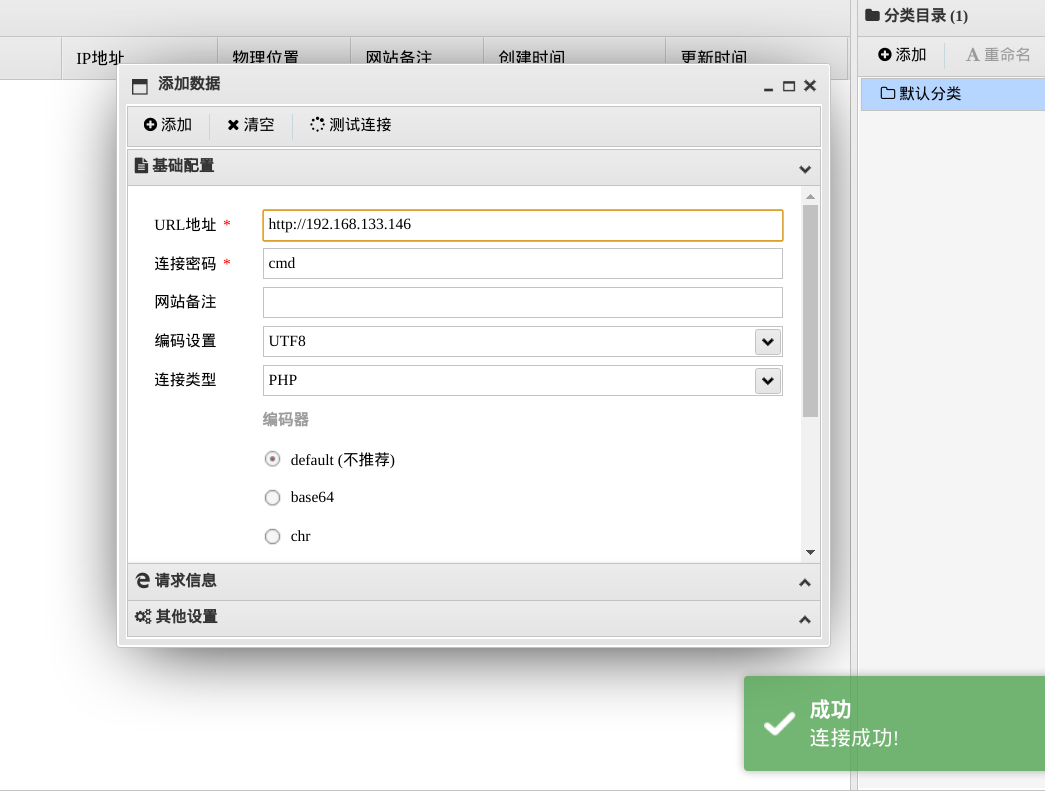 分类目录 (1)
IP地址 物理位置 网站备注 创建时间 更新时间
添加 重命名
默认分类
添加数据
添加 清空 测试连接
基础配置
URL地址 * http://192.168.133.146
连接密码 * cmd
网站备注
编码设置 UTF8
连接类型 PHP
编码器
default (不推荐)
base64
chr
请求信息
其他设置
成功
连接成功!